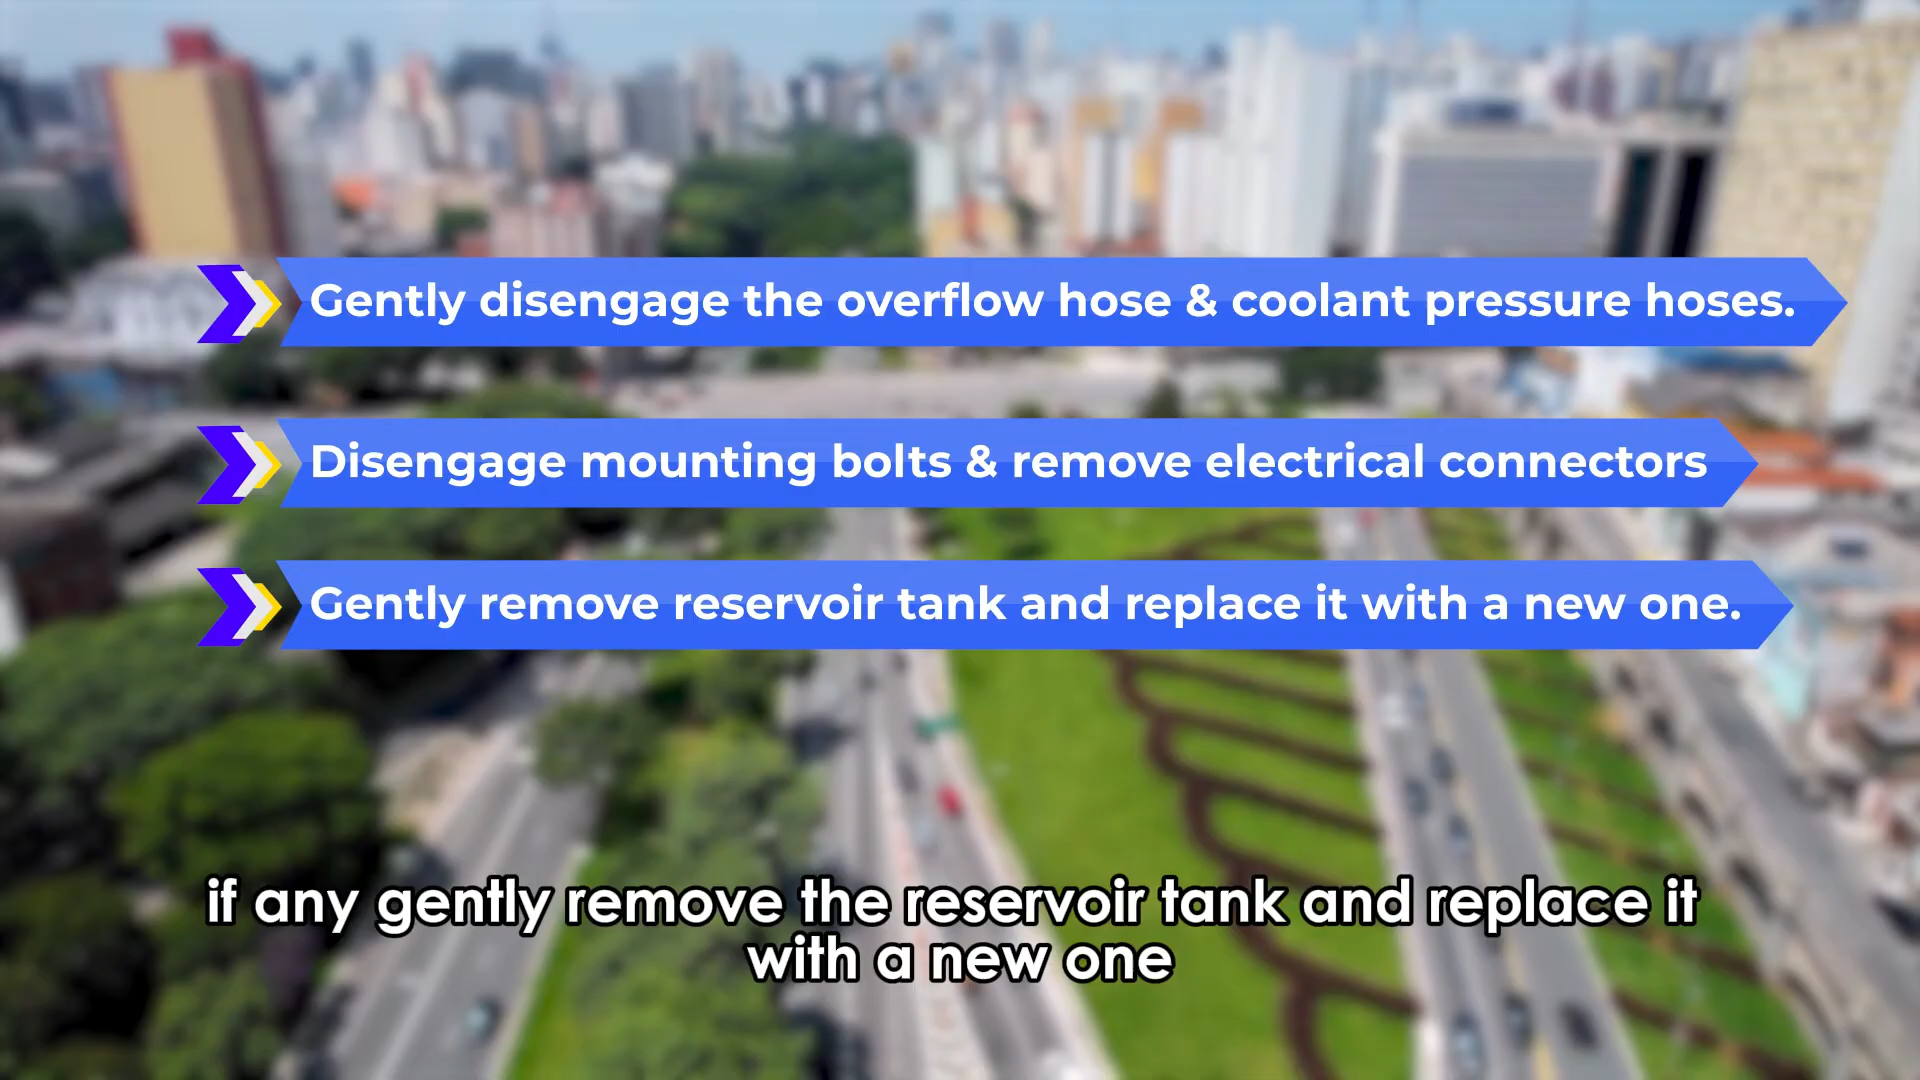 Gently disengage the overflow hose & coolant pressure hoses.
Disengage mounting bolts & remove electrical connectors
Gently remove reservoir tank and replace it with a new one.
if any gently remove the reservoir tank and replace it
with a new one